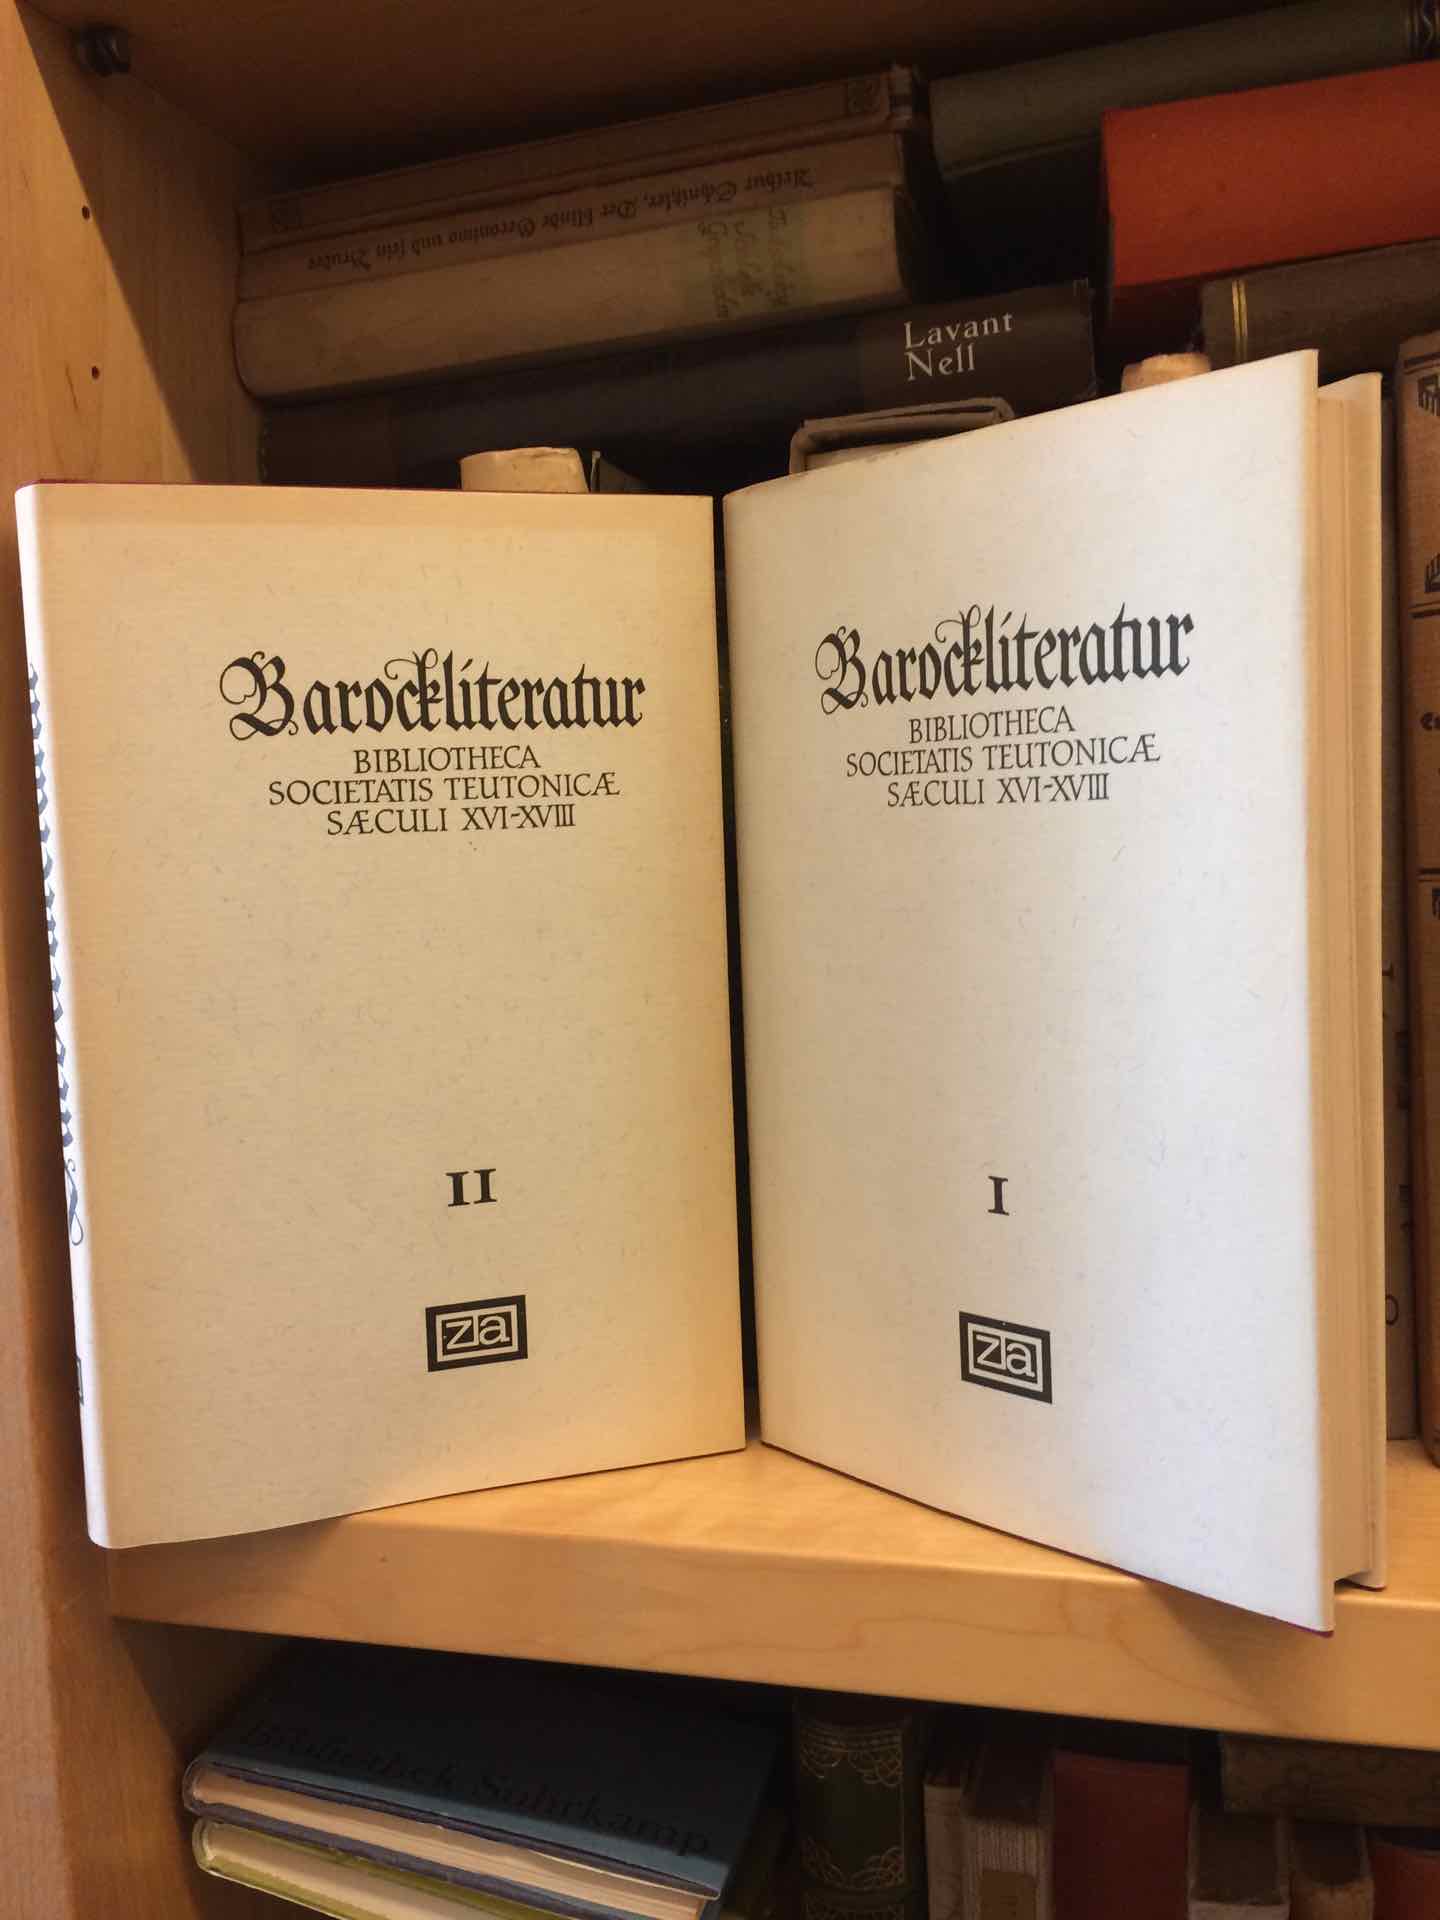 Arthur Schnitzler, Der blinde Geronimo und sein Bruder
Lavant
Nell
Barockliteratur
BIBLIOTHECA
SOCIETATIS TEUTONICÆ
SÆCULI XVI-XVIII
II
za
Barockliteratur
BIBLIOTHECA
SOCIETATIS TEUTONICÆ
SÆCULI XVI-XVIII
I
za
Bibliothek Suhrkamp